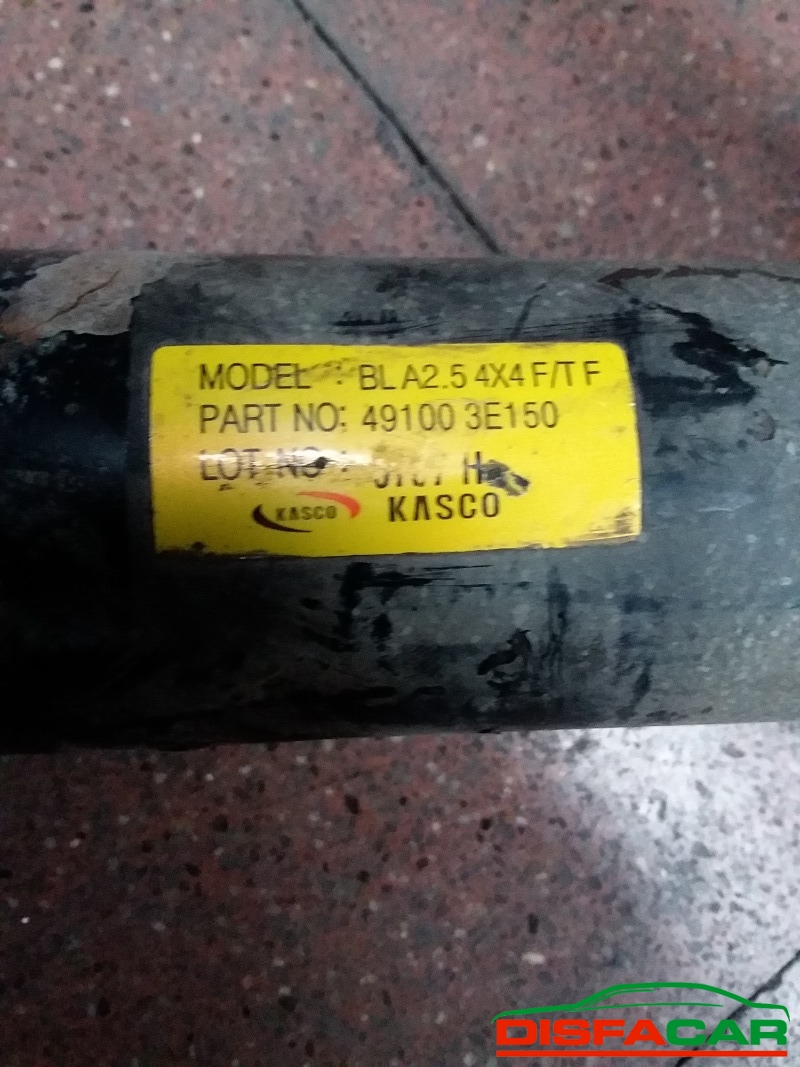 MODEL : BL A2.5 4X4 F/T F
PART NO; 49100 3E150
LOT NO :
KASCO KASCO
DISFACAR